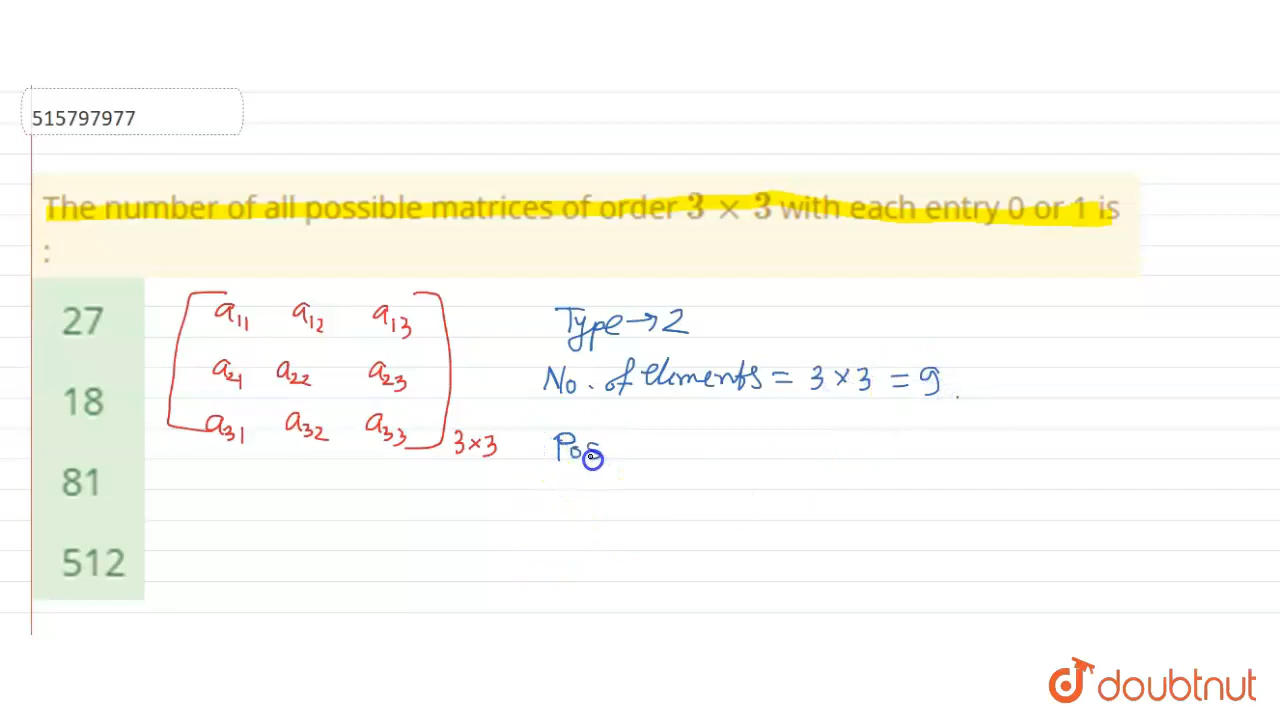 515797977
The number of all possible matrices of order 3 × 3 with each entry 0 or 1 is
:
27
18
81
512
a11 a12 a13
a21 a22 a23
a31 a32 a33
3×3
Type→2
No. of elements = 3×3 = 9.
Pos
doubtnut